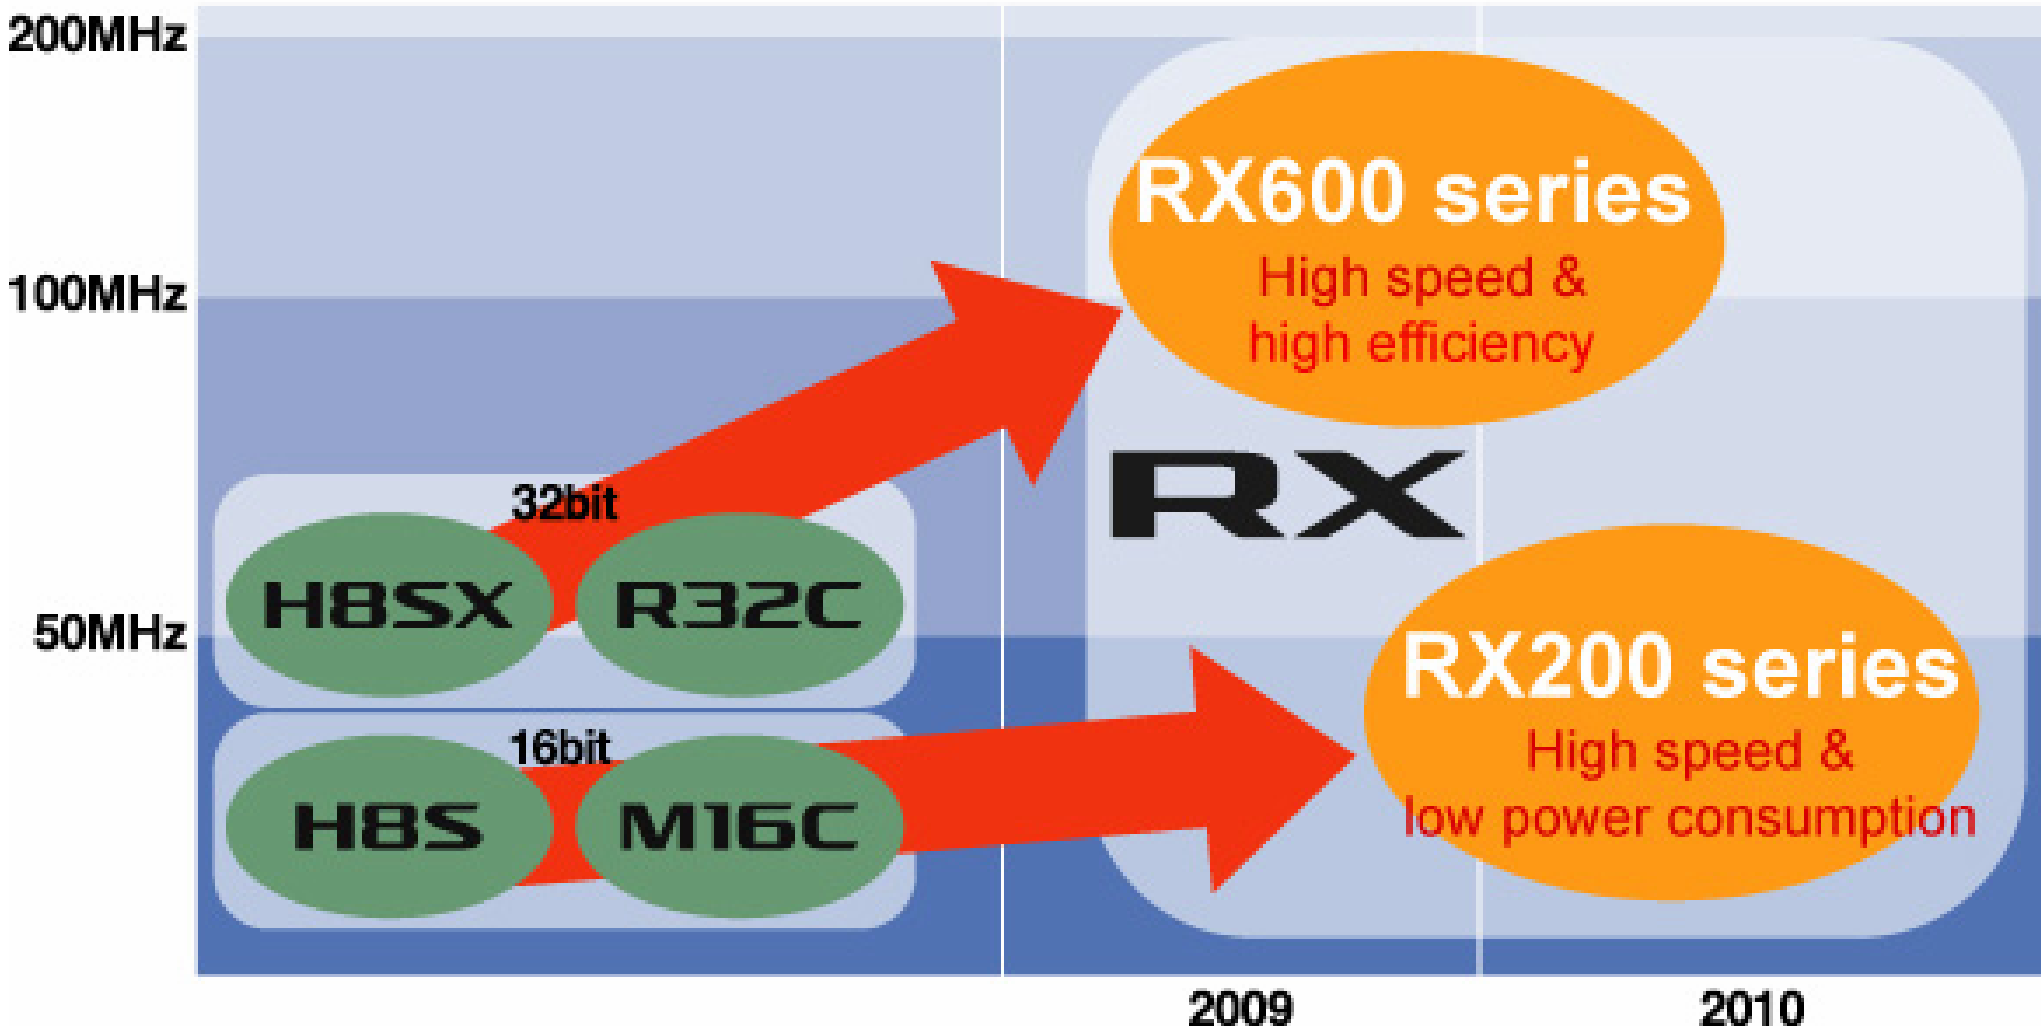 200MHz
100MHz
50MHz
RX600 series
High speed &
high efficiency
32bit
H8SX
R32C
RX
16bit
H8S
M16C
RX200 series
High speed &
low power consumption
2009
2010